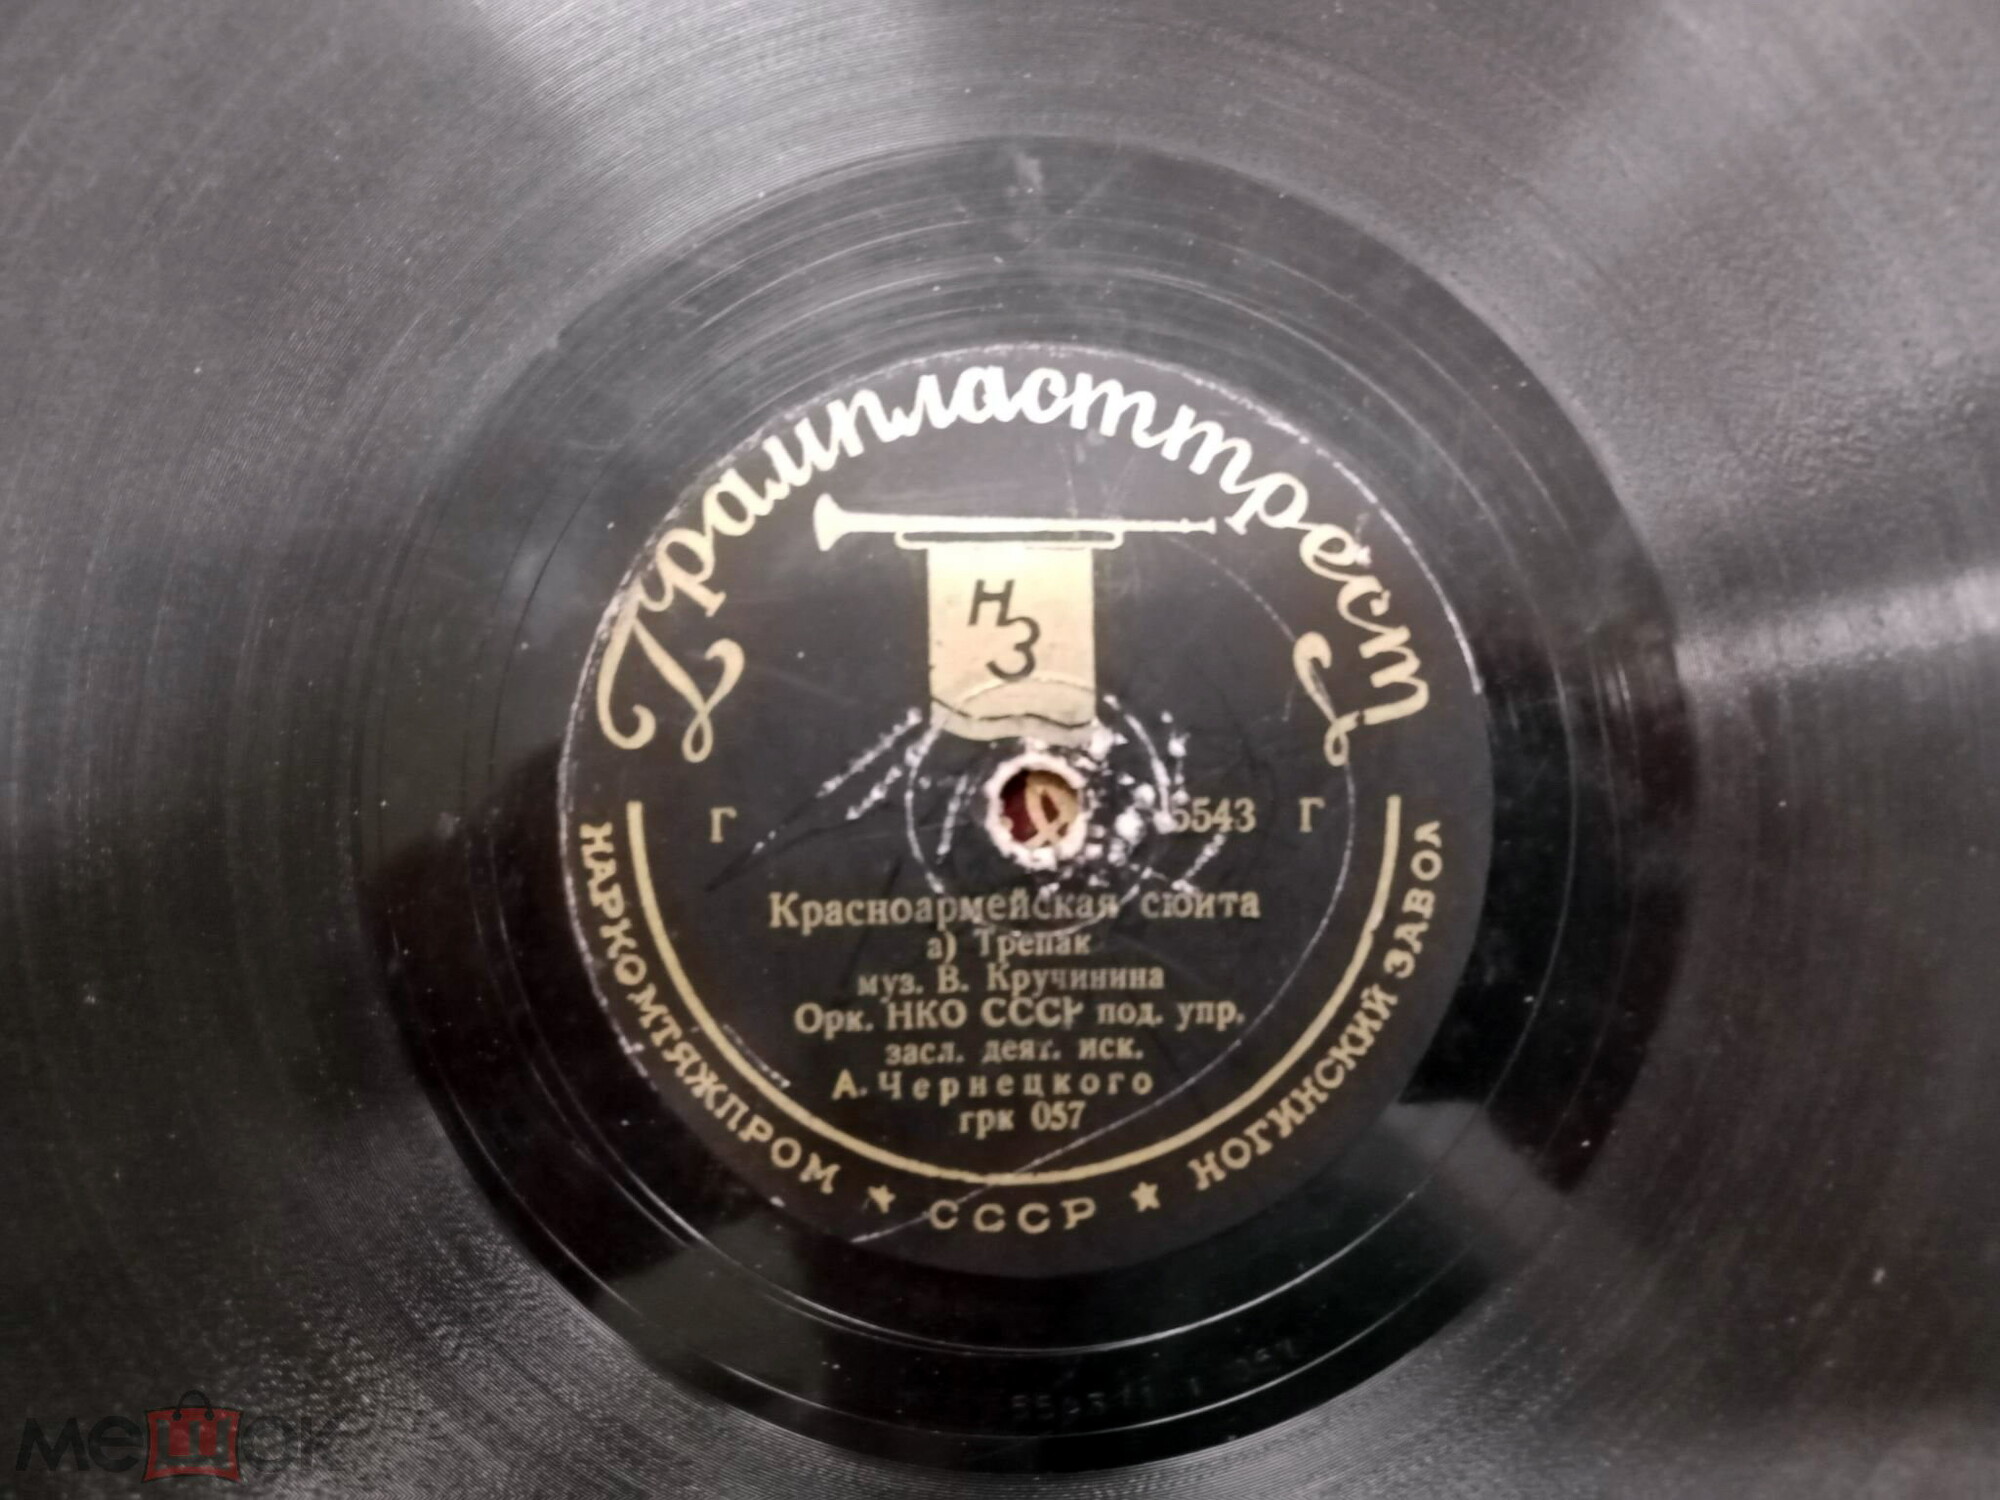 Грампласттрест
НЗ
Г 5543 Г
Красноармейская сюита
а) Трепак
муз. В. Кручинина
Орк. НКО СССР под. упр.
засл. деят. иск.
А. Чернецкого
грк 057
НАРКОМТЯЖПРОМ ★ СССР ★ НОГИНСКИЙ ЗАВОД
мешок